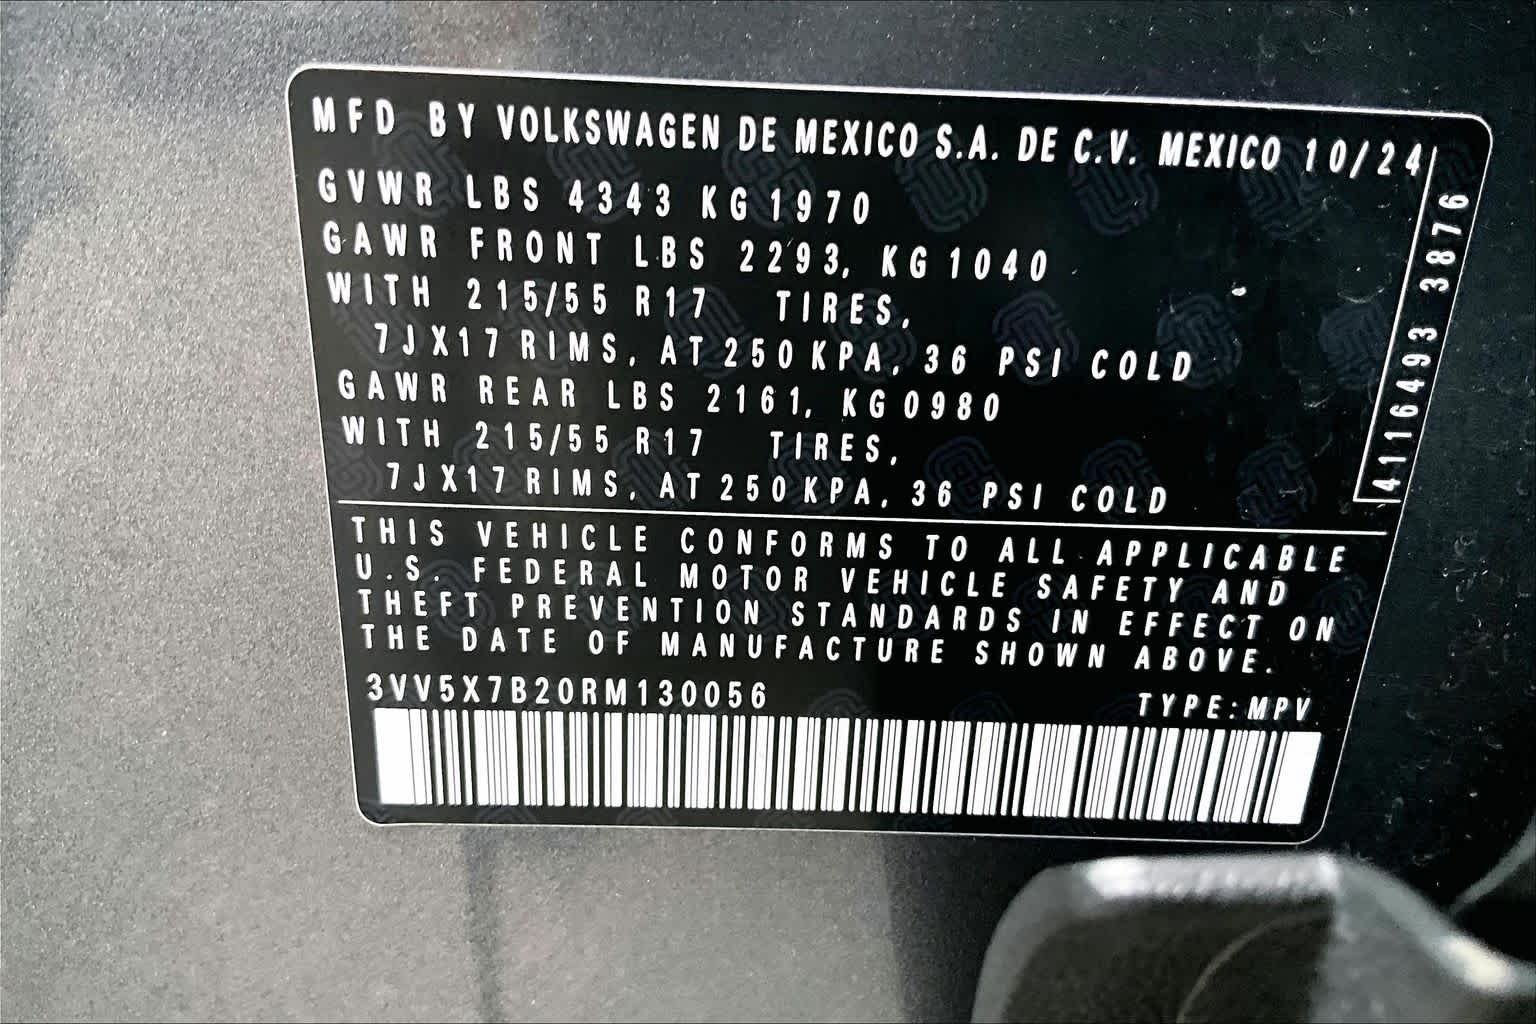 MFD BY VOLKSWAGEN DE MEXICO S.A. DE C.V. MEXICO 10/24
GVWR LBS 4343 KG 1970
GAWR FRONT LBS 2293, KG 1040
WITH 215/55 R17 TIRES,
7JX17 RIMS, AT 250 KPA, 36 PSI COLD
GAWR REAR LBS 2161, KG 0980
WITH 215/55 R17 TIRES,
7JX17 RIMS, AT 250 KPA, 36 PSI COLD
4116493 3876
THIS VEHICLE CONFORMS TO ALL APPLICABLE
U.S. FEDERAL MOTOR VEHICLE SAFETY AND
THEFT PREVENTION STANDARDS IN EFFECT ON
THE DATE OF MANUFACTURE SHOWN ABOVE.
3VV5X7B20RM130056 TYPE:MPV